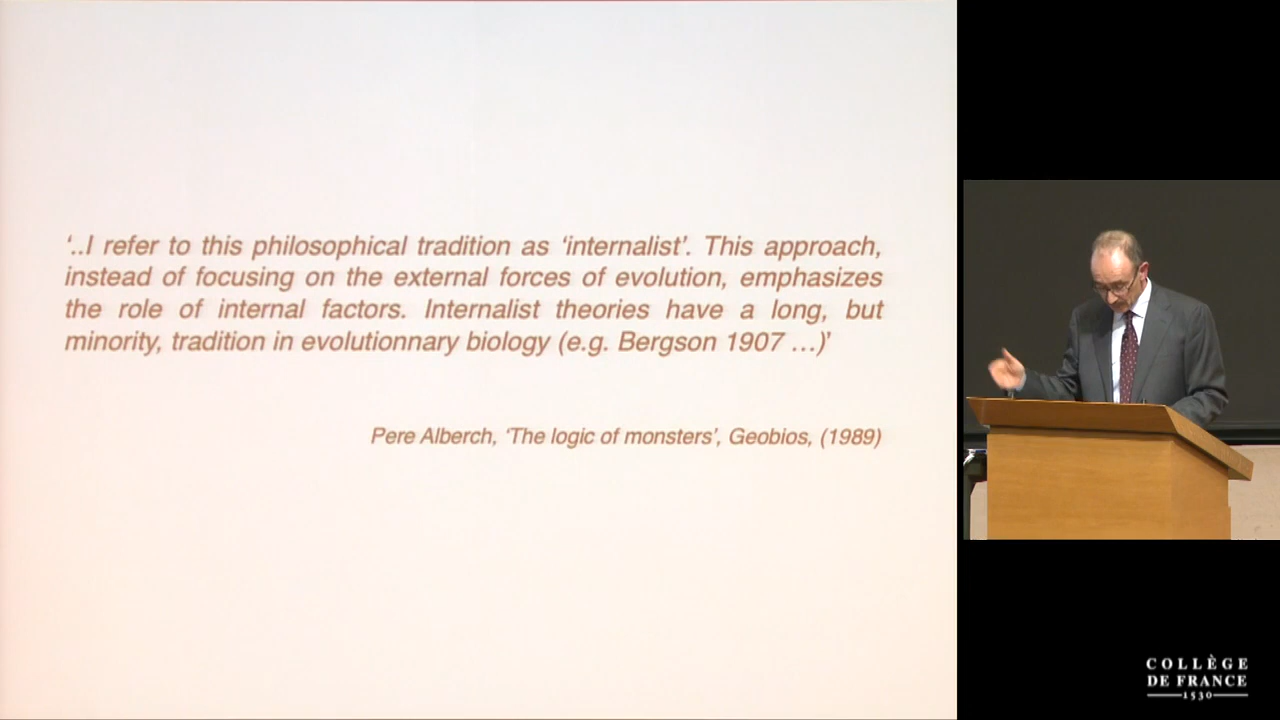 ‘..I refer to this philosophical tradition as ‘internalist’. This approach,
instead of focusing on the external forces of evolution, emphasizes
the role of internal factors. Internalist theories have a long, but
minority, tradition in evolutionnary biology (e.g. Bergson 1907 ...)’
Pere Alberch, ‘The logic of monsters’, Geobios, (1989)
COLLÈGE
DE FRANCE
1530